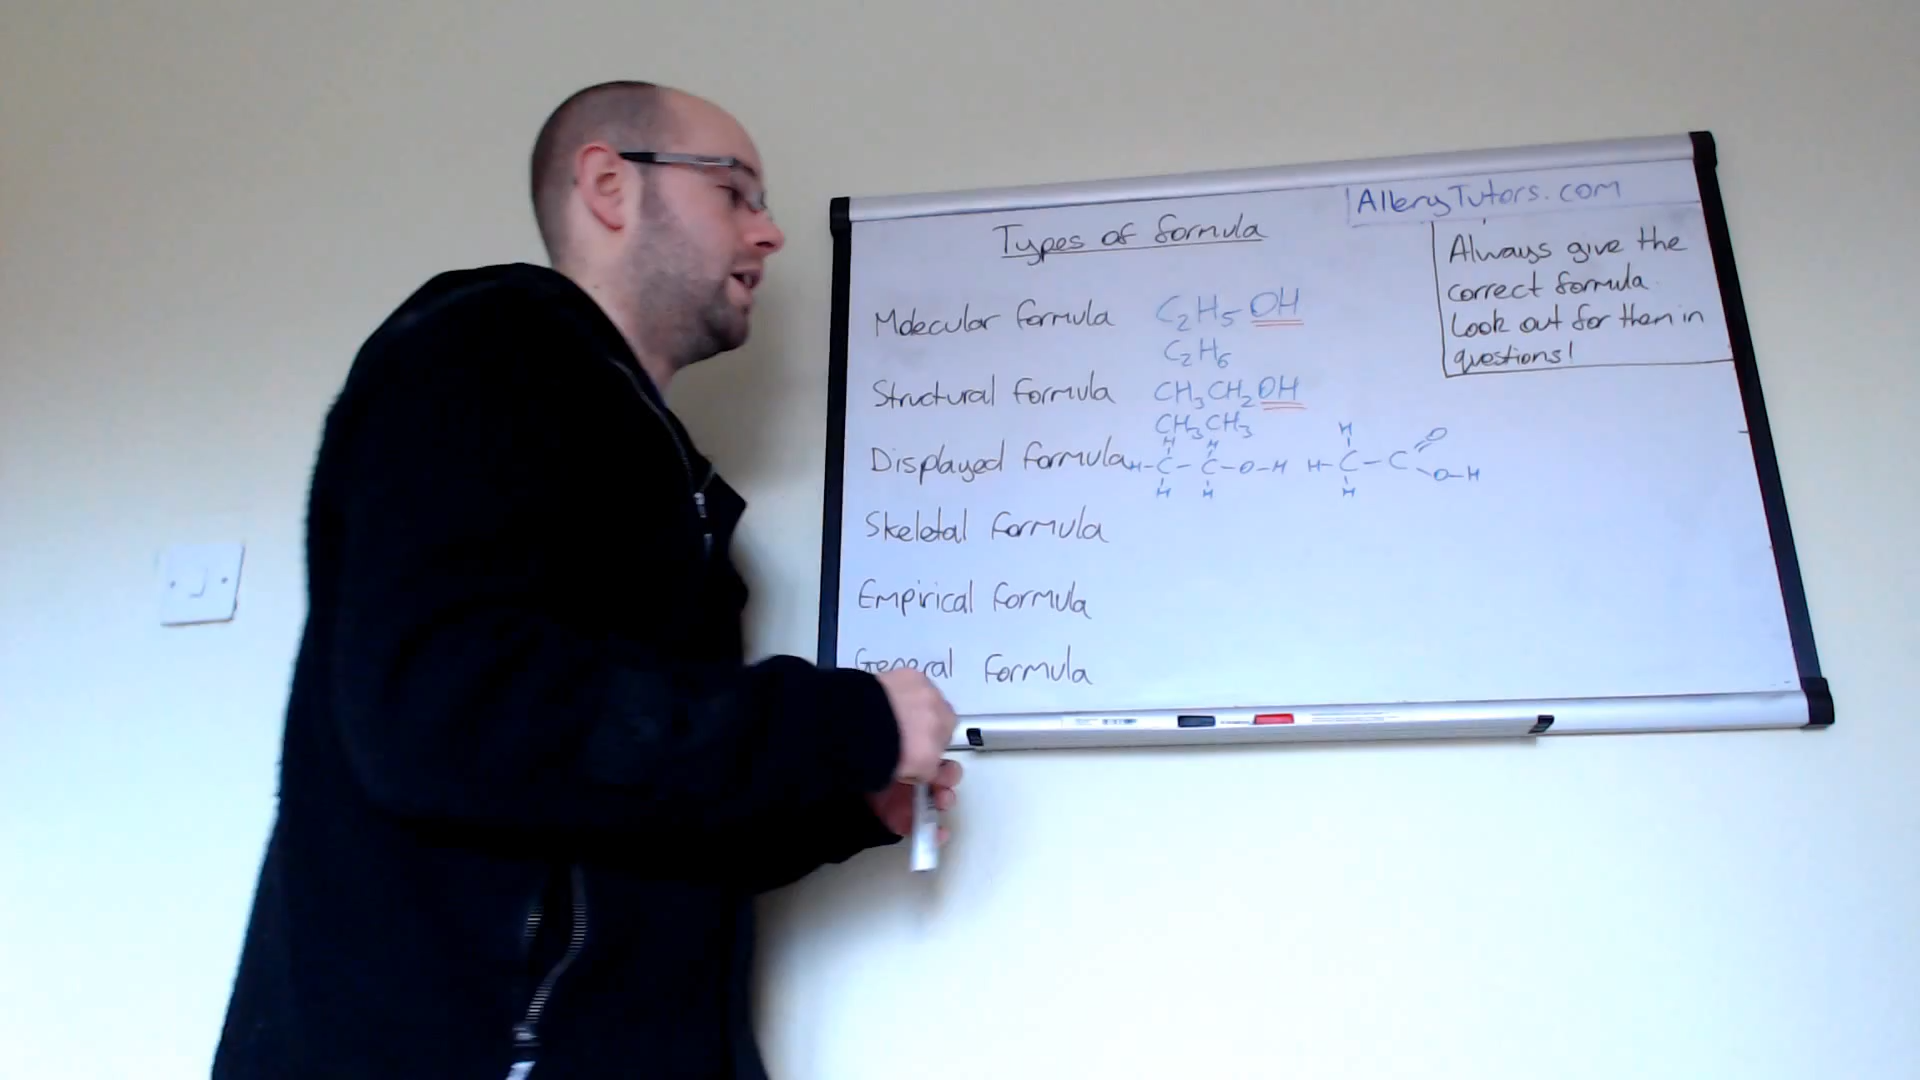 AlleryTutors.com
Types of formula
Always give the
correct formula.
Look out for them in
questions!
Molecular formula C₂H₅OH
C₂H₆
Structural formula CH₃CH₂OH
CH₃CH₃
H H H O
Displayed formula H-C-C-O-H H-C-C
O-H
H H H
Skeletal formula
Empirical formula
General formula